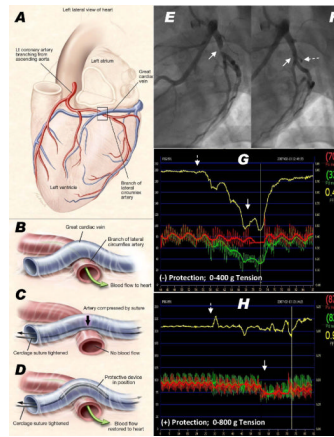 A
Left lateral view of heart
Lt coronary artery
branching from
ascending aorta
Left atrium
Great
cardiac
vein
Left ventricle
Branch of
lateral
circumflex
artery
B
Great cardiac vein
Branch of lateral
circumflex artery
Blood flow to heart
C
Artery compressed by suture
Cerclage suture tightened
No blood flow
D
Protective device
in position
Cerclage suture tightened
Blood flow
restored to heart
E
F
G
(-) Protection; 0-400 g Tension
H
(+) Protection; 0-800 g Tension